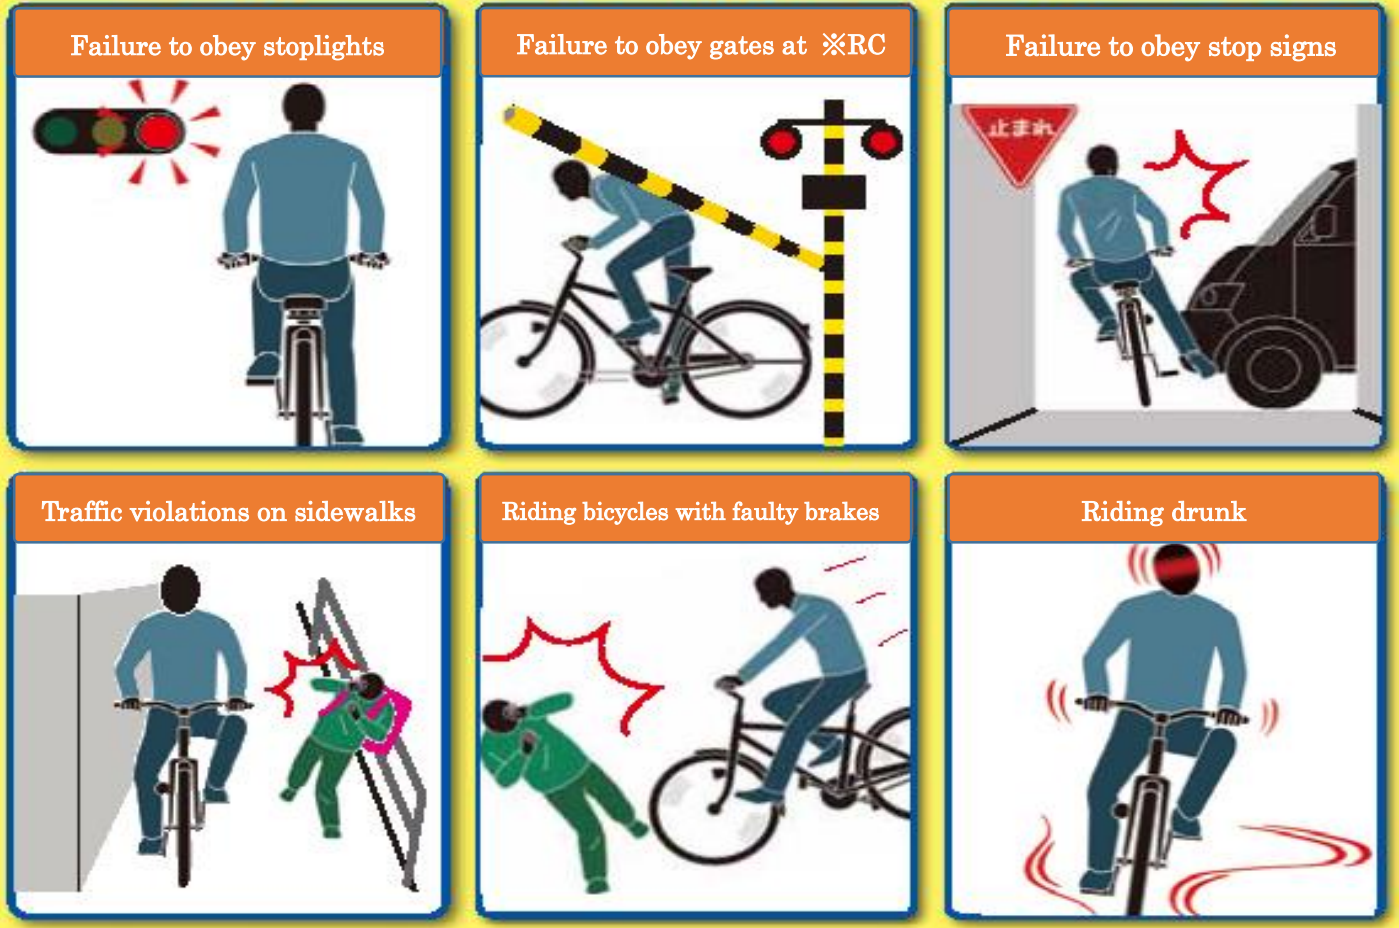 Failure to obey stoplights
Failure to obey gates at ※RC
Failure to obey stop signs
止まれ
Traffic violations on sidewalks
Riding bicycles with faulty brakes
Riding drunk